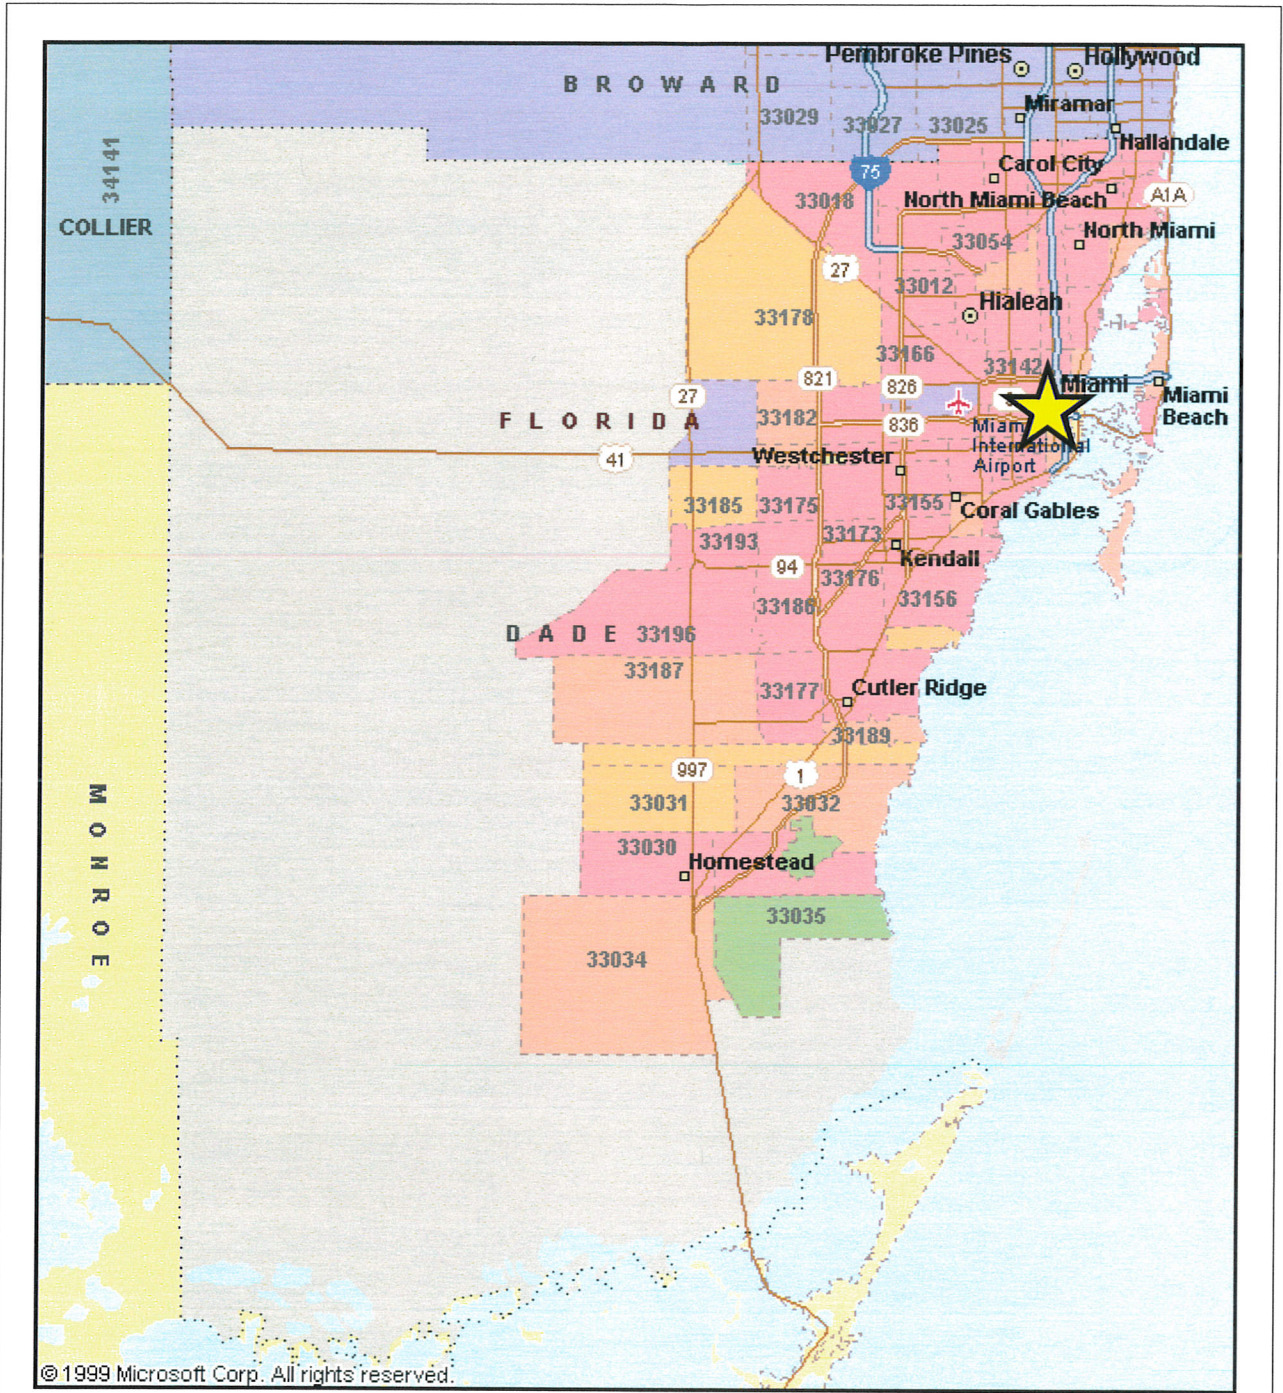 Pembroke Pines
Hollywood
BROWARD
Miramar
33029
33027
33025
Hallandale
34141
Carol City
75
33018
North Miami Beach
A1A
COLLIER
33054
North Miami
27
33012
Hialeah
33178
33166
33142
821
826
Miami
27
Miami
Beach
33182
FLORIDA
836
Miami
International
Airport
41
Westchester
33185
33175
33155
Coral Gables
33193
33173
94
Kendall
33176
33186
33156
DADE
33196
33187
33177
Cutler Ridge
33189
997
1
MONROE
33031
33032
33030
Homestead
33035
33034
© 1999 Microsoft Corp. All rights reserved.